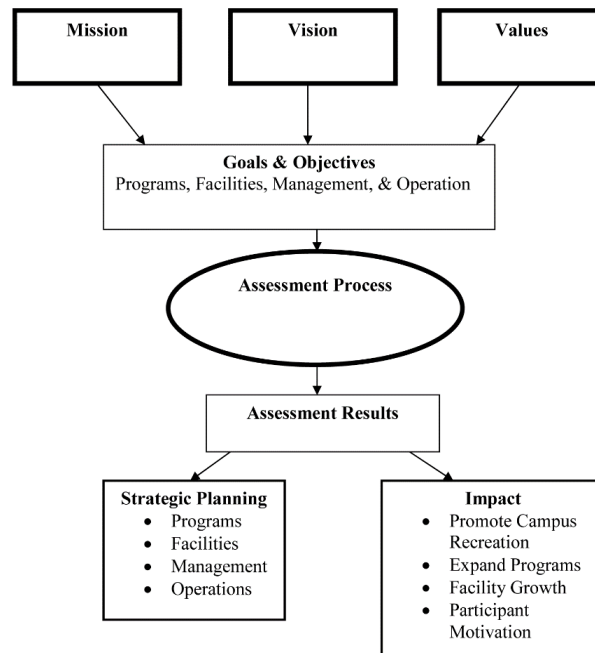 Mission
Vision
Values
Goals & Objectives
Programs, Facilities, Management, & Operation
Assessment Process
Assessment Results
Strategic Planning
• Programs
• Facilities
• Management
• Operations
Impact
• Promote Campus
Recreation
• Expand Programs
• Facility Growth
• Participant
Motivation